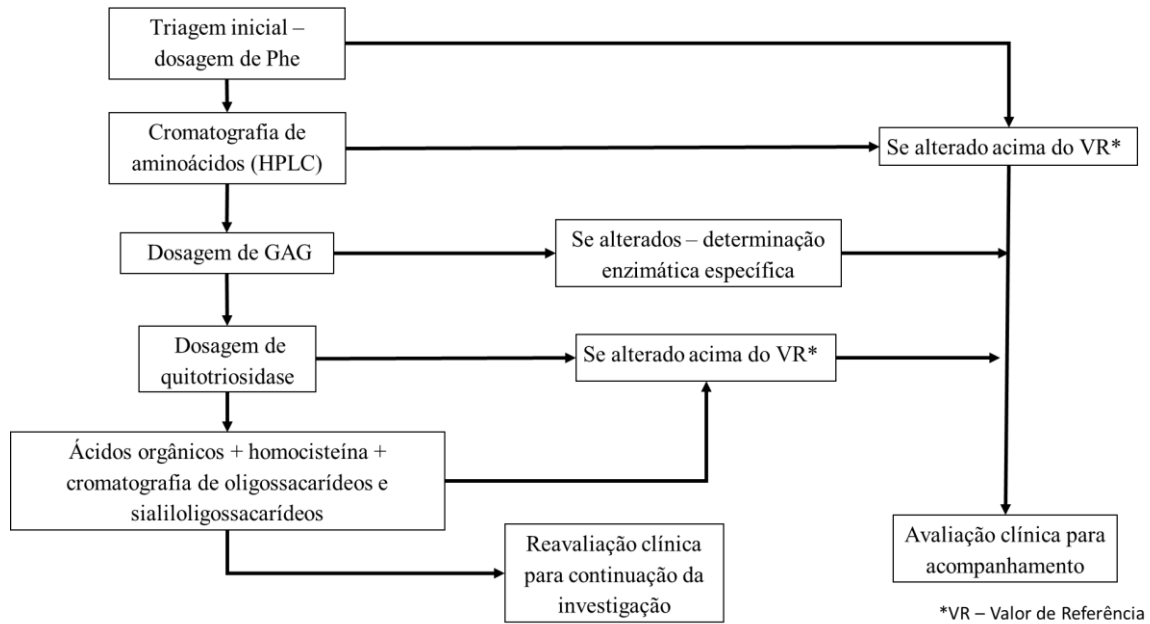 Triagem inicial –
dosagem de Phe
Cromatografia de
aminoácidos (HPLC)
Se alterado acima do VR*
Dosagem de GAG
Se alterados – determinação
enzimática específica
Dosagem de
quitotriosidase
Se alterado acima do VR*
Ácidos orgânicos + homocisteína +
cromatografia de oligossacarídeos e
sialiloligossacarídeos
Reavaliação clínica
para continuação da
investigação
Avaliação clínica para
acompanhamento
*VR – Valor de Referência